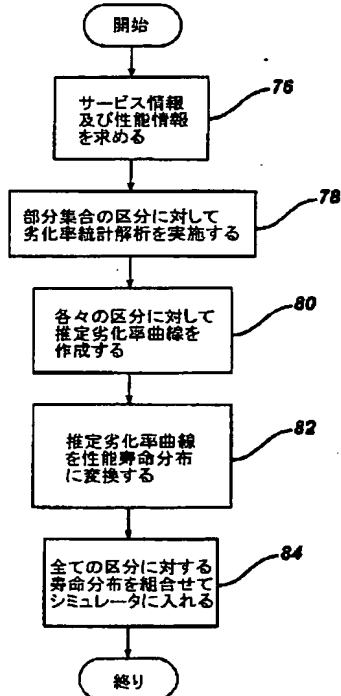 開始
76
サービス情報
及び性能情報
を求める
78
部分集合の区分に対して
劣化率統計解析を実施する
80
各々の区分に対して
推定劣化率曲線を
作成する
82
推定劣化率曲線
を性能寿命分布
に変換する
84
全ての区分に対する
寿命分布を組合せて
シミュレータに入れる
終り